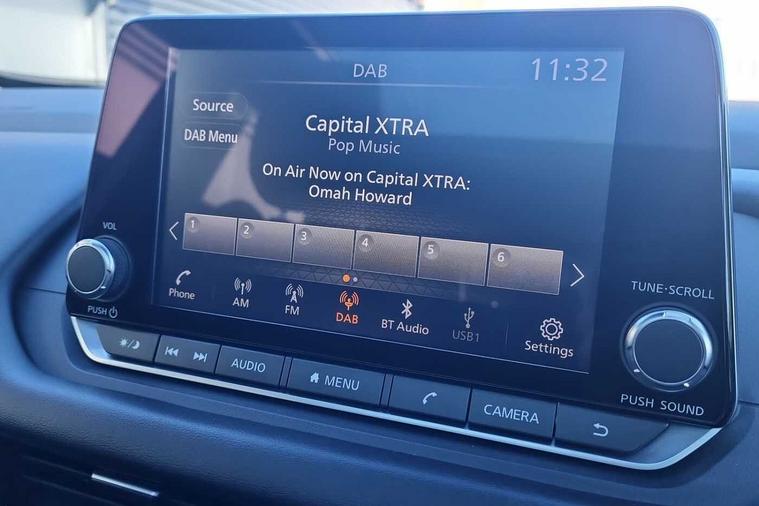 DAB
11:32
Source
DAB Menu
Capital XTRA
Pop Music
On Air Now on Capital XTRA:
Omah Howard
1 2 3 4 5 6
Phone
AM
FM
DAB
BT Audio
USB1
Settings
VOL
PUSH
TUNE·SCROLL
PUSH SOUND
AUDIO
MENU
CAMERA